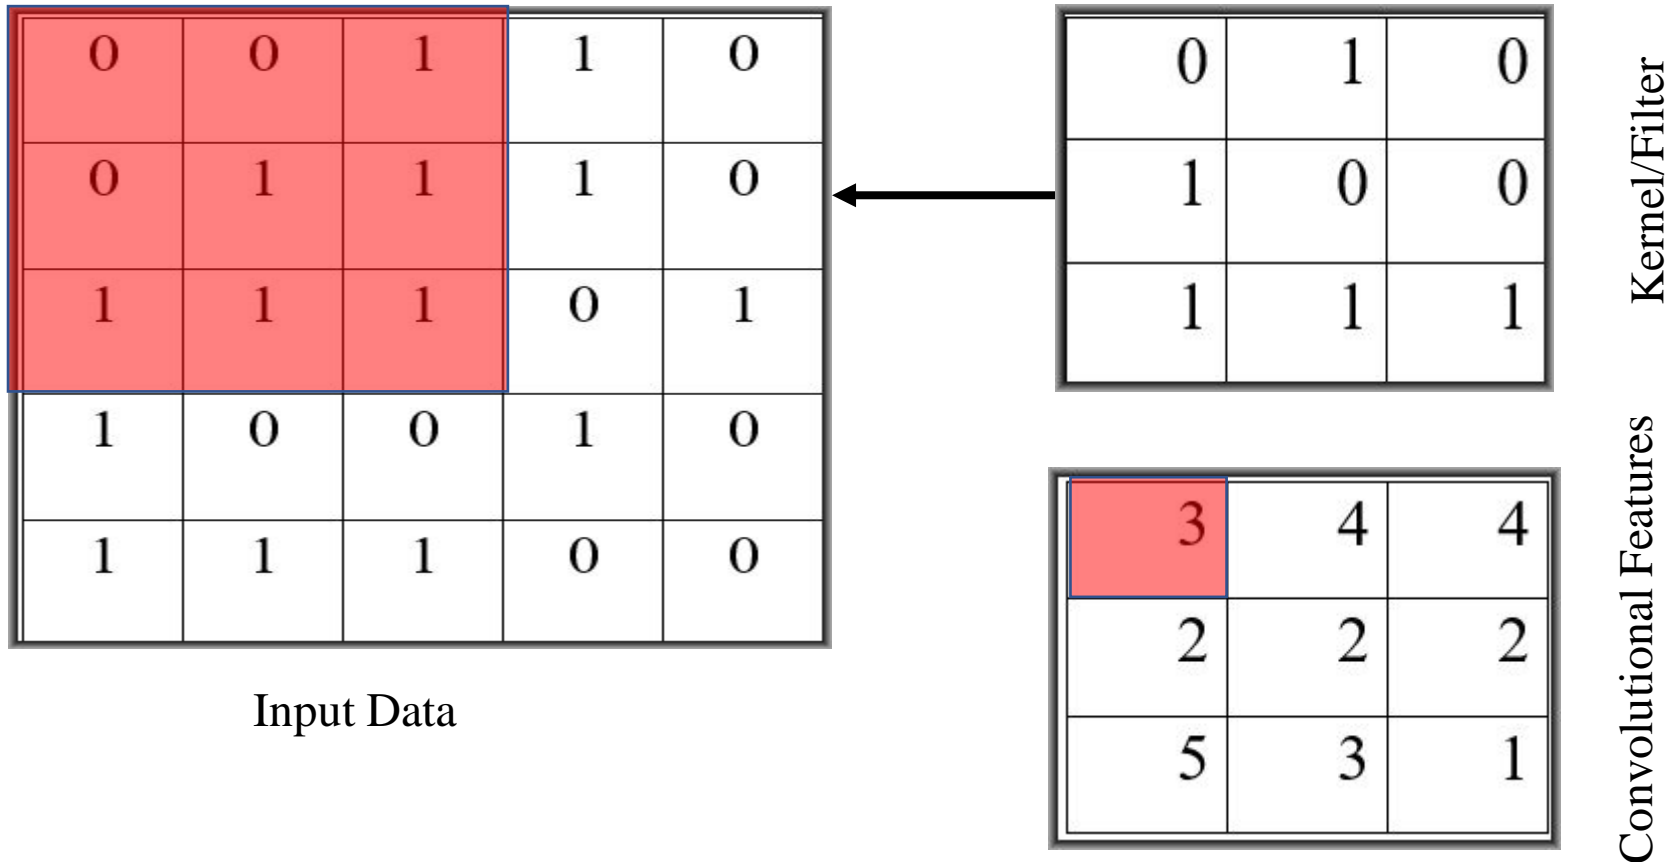 0 0 1 1 0
0 1 1 1 0
1 1 1 0 1
1 0 0 1 0
1 1 1 0 0
Input Data
0 1 0
1 0 0
1 1 1
Kernel/Filter
3 4 4
2 2 2
5 3 1
Convolutional Features